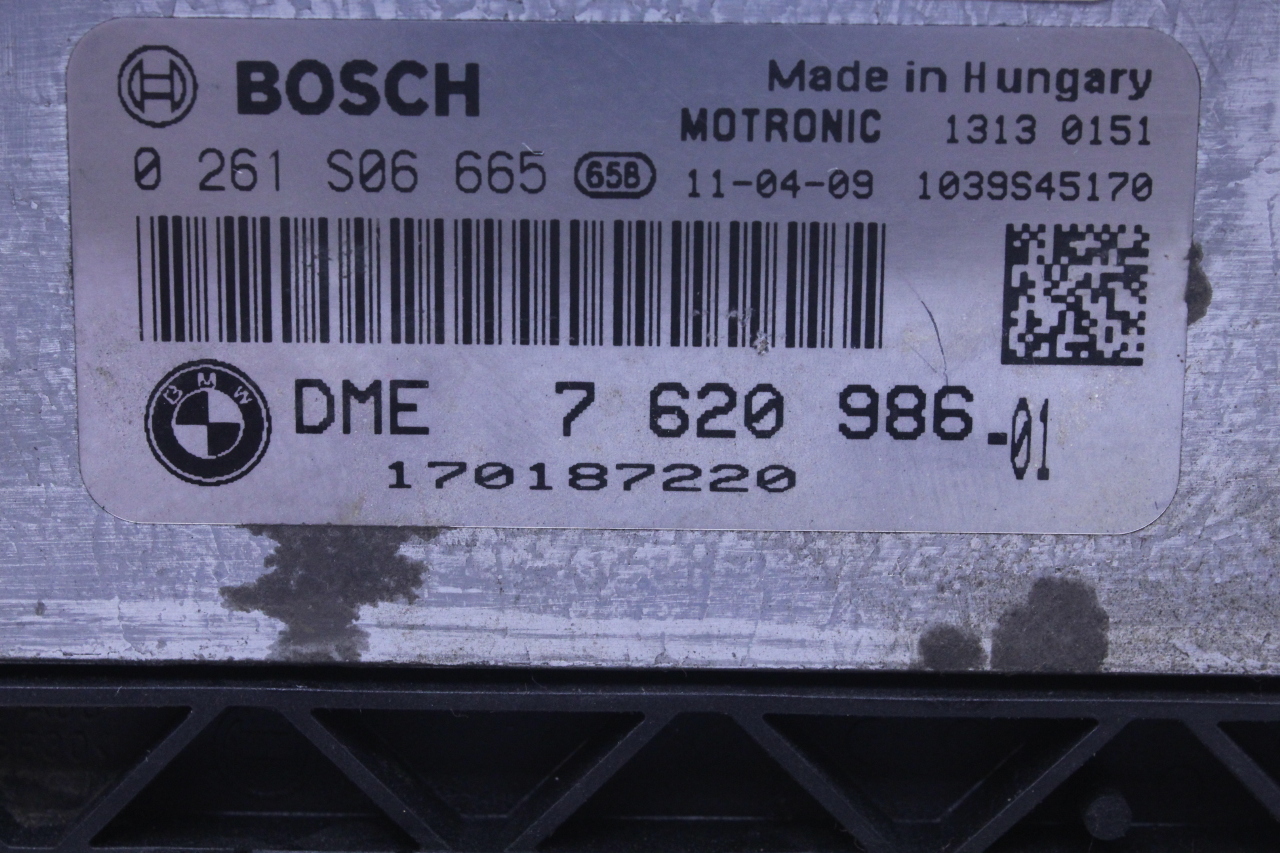 BOSCH Made in Hungary
MOTRONIC 1313 0151
0 261 S06 665 65B 11-04-09 1039S45170
BMW DME 7 620 986-01
170187220